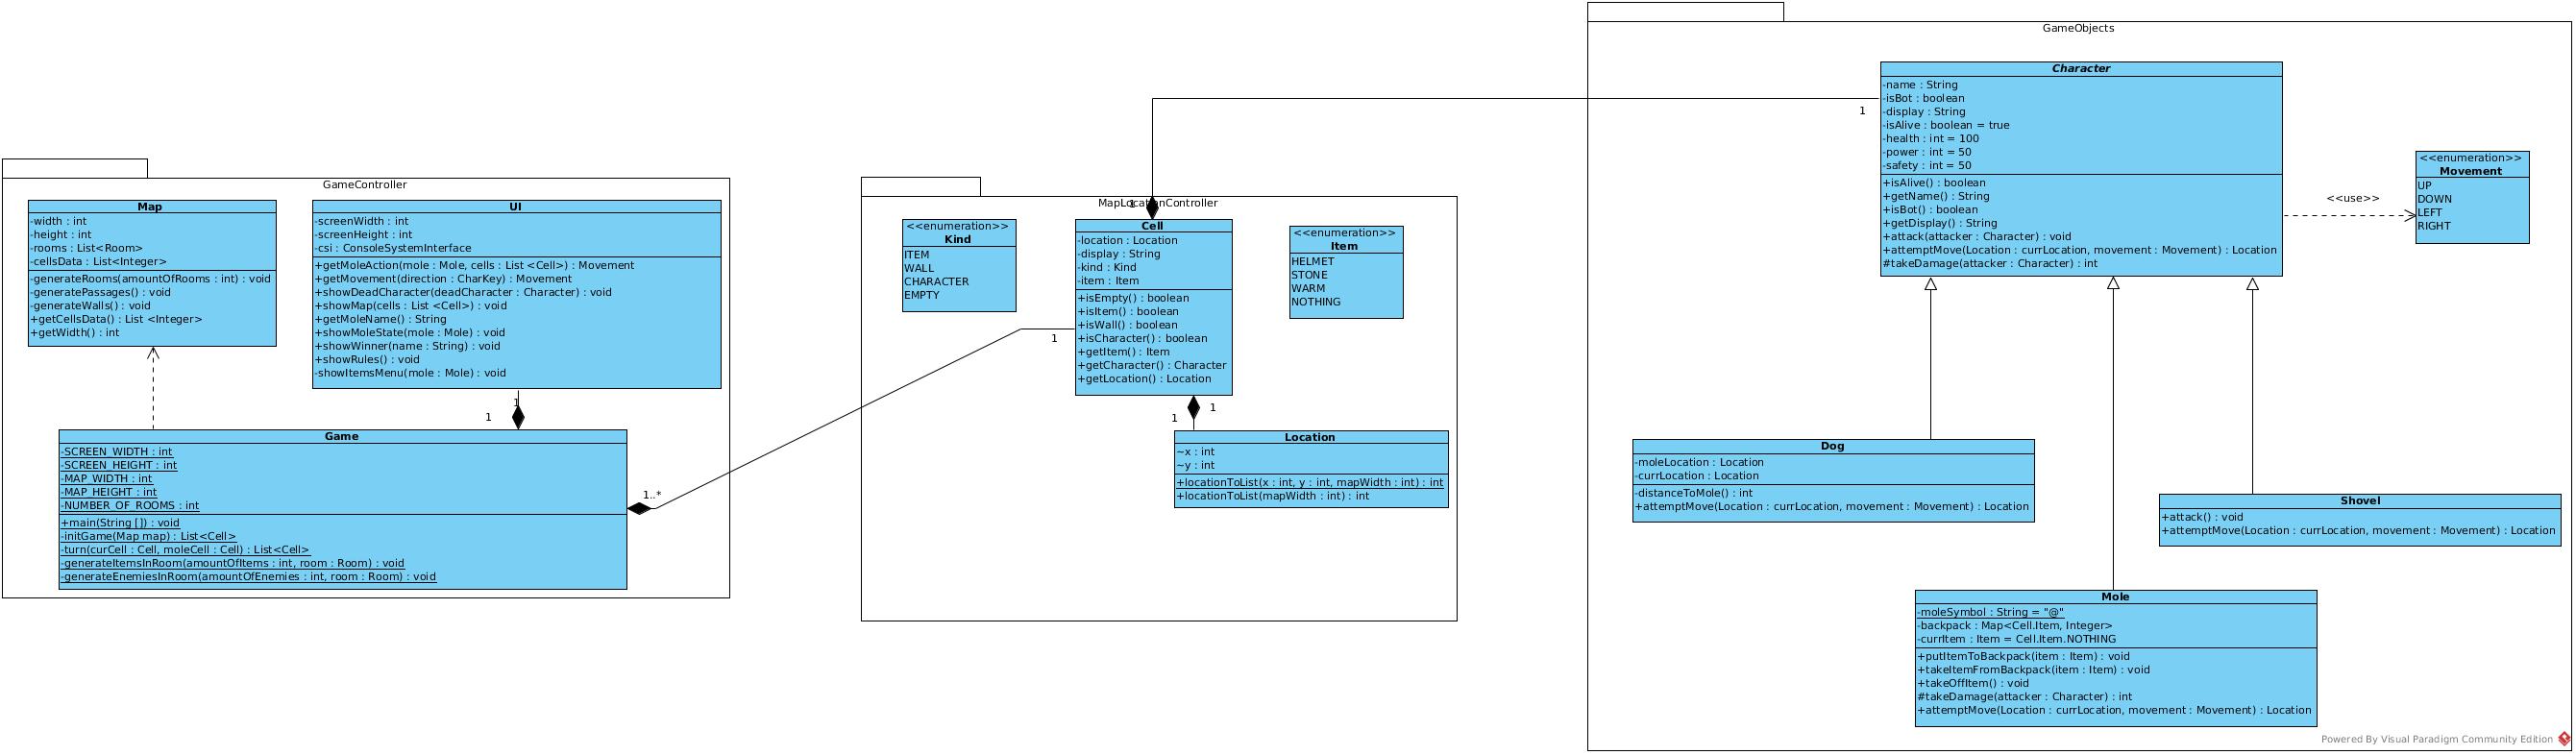 GameController
Map
-width : int
-height : int
-rooms : List<Room>
-cellsData : List<Integer>
-generateRooms(amountOfRooms : int) : void
-generatePassages() : void
-generateWalls() : void
+getCellsData() : List <Integer>
+getWidth() : int
UI
-screenWidth : int
-screenHeight : int
-csi : ConsoleSystemInterface
+getMoleAction(mole : Mole, cells : List <Cell>) : Movement
+getMovement(direction : CharKey) : Movement
+showDeadCharacter(deadCharacter : Character) : void
+showMap(cells : List <Cell>) : void
+getMoleName() : String
+showMoleState(mole : Mole) : void
+showWinner(name : String) : void
+showRules() : void
-showItemsMenu(mole : Mole) : void
1
1
Game
-SCREEN_WIDTH : int
-SCREEN_HEIGHT : int
-MAP_WIDTH : int
-MAP_HEIGHT : int
-NUMBER_OF_ROOMS : int
+main(String []) : void
-initGame(Map map) : List<Cell>
-turn(curCell : Cell, moleCell : Cell) : List<Cell>
-generateItemsInRoom(amountOfItems : int, room : Room) : void
-generateEnemiesInRoom(amountOfEnemies : int, room : Room) : void
1..*
MapLocationController
1
<<enumeration>>
Kind
ITEM
WALL
CHARACTER
EMPTY
1
Cell
-location : Location
-display : String
-kind : Kind
-item : Item
+isEmpty() : boolean
+isItem() : boolean
+isWall() : boolean
+isCharacter() : boolean
+getItem() : Item
+getCharacter() : Character
+getLocation() : Location
<<enumeration>>
Item
HELMET
STONE
WARM
NOTHING
1
1
Location
~x : int
~y : int
+locationToList(x : int, y : int, mapWidth : int) : int
+locationToList(mapWidth : int) : int
GameObjects
1
Character
-name : String
-isBot : boolean
-display : String
-isAlive : boolean = true
-health : int = 100
-power : int = 50
-safety : int = 50
+isAlive() : boolean
+getName() : String
+isBot() : boolean
+getDisplay() : String
+attack(attacker : Character) : void
+attemptMove(Location : currLocation, movement : Movement) : Location
#takeDamage(attacker : Character) : int
<<use>>
<<enumeration>>
Movement
UP
DOWN
LEFT
RIGHT
Dog
-moleLocation : Location
-currLocation : Location
-distanceToMole() : int
+attemptMove(Location : currLocation, movement : Movement) : Location
Shovel
+attack() : void
+attemptMove(Location : currLocation, movement : Movement) : Location
Mole
-moleSymbol : String = "@"
-backpack : Map<Cell.Item, Integer>
-currItem : Item = Cell.Item.NOTHING
+putItemToBackpack(item : Item) : void
+takeItemFromBackpack(item : Item) : void
+takeOffItem() : void
#takeDamage(attacker : Character) : int
+attemptMove(Location : currLocation, movement : Movement) : Location
Powered By Visual Paradigm Community Edition